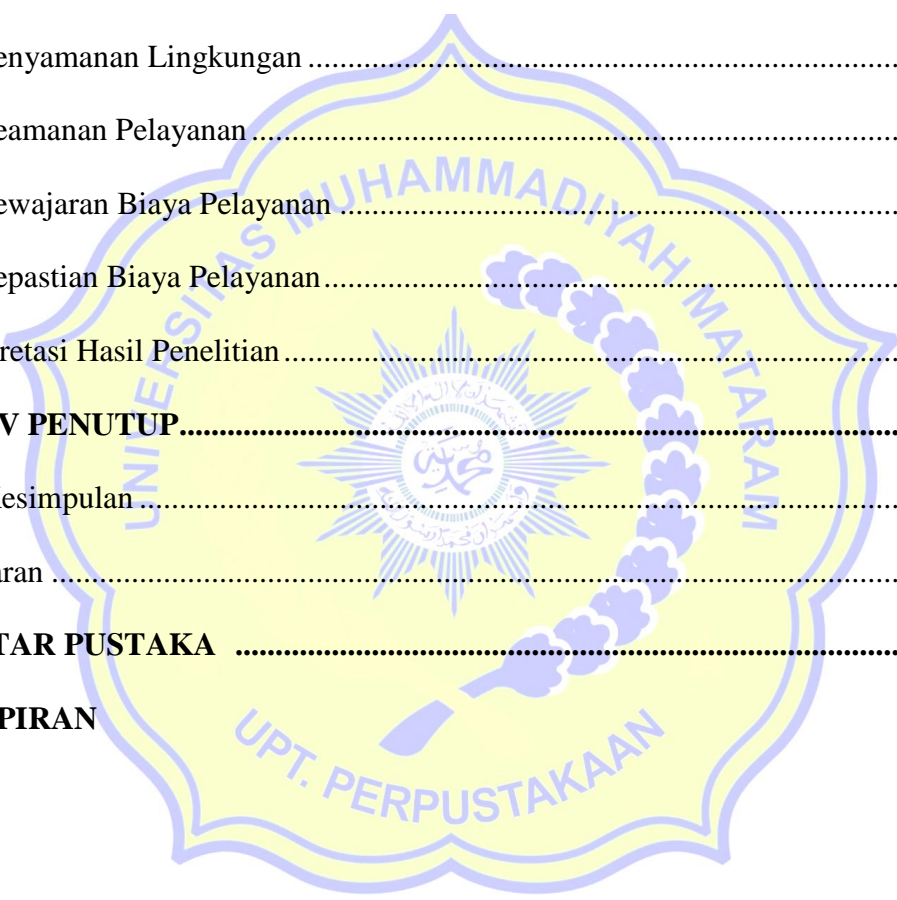 enyamanan Lingkungan ........................................................................
eamanan Pelayanan ........................................................................
ewajaran Biaya Pelayanan ........................................................................
epastian Biaya Pelayanan ........................................................................
retasi Hasil Penelitian ........................................................................
V PENUTUP ........................................................................
esimpulan ........................................................................
aran ........................................................................
TAR PUSTAKA ........................................................................
PIRAN
UNIVERSITAS MUHAMMADIYAH MATARAM
UPT. PERPUSTAKAAN